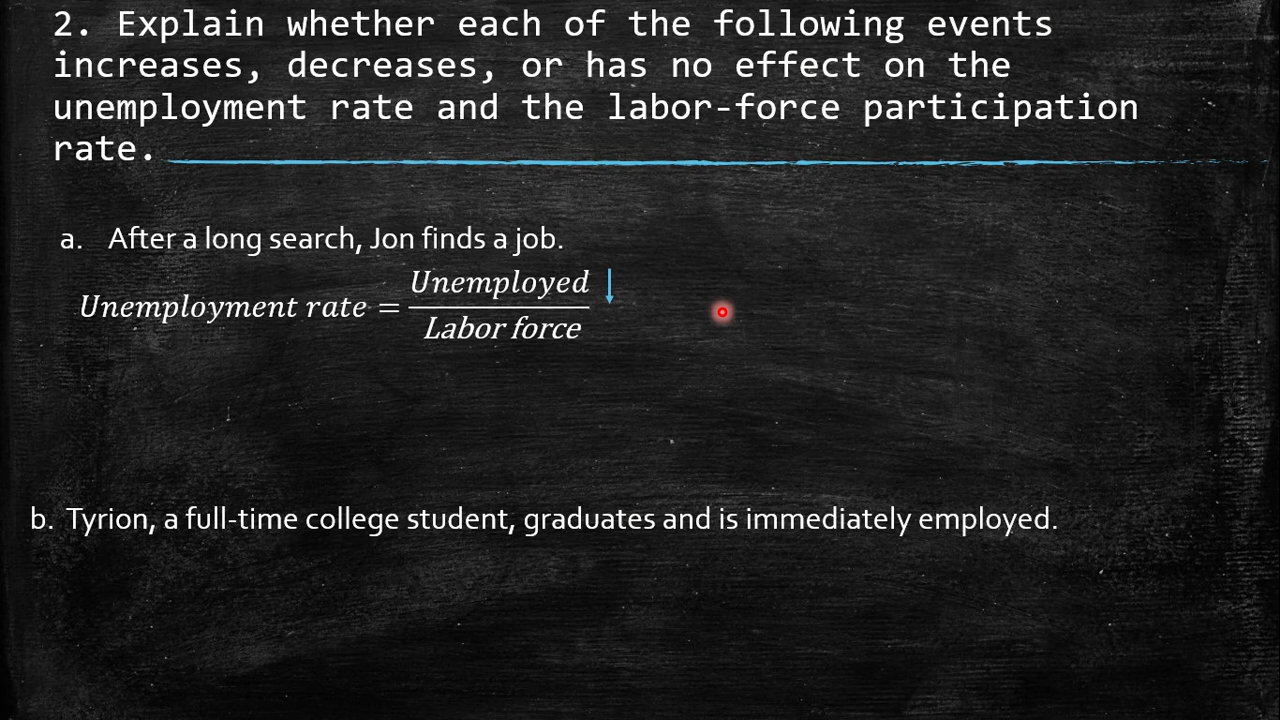 2. Explain whether each of the following events
increases, decreases, or has no effect on the
unemployment rate and the labor-force participation
rate.
a. After a long search, Jon finds a job.
Unemployment rate = Unemployed / Labor force ↓
b. Tyrion, a full-time college student, graduates and is immediately employed.